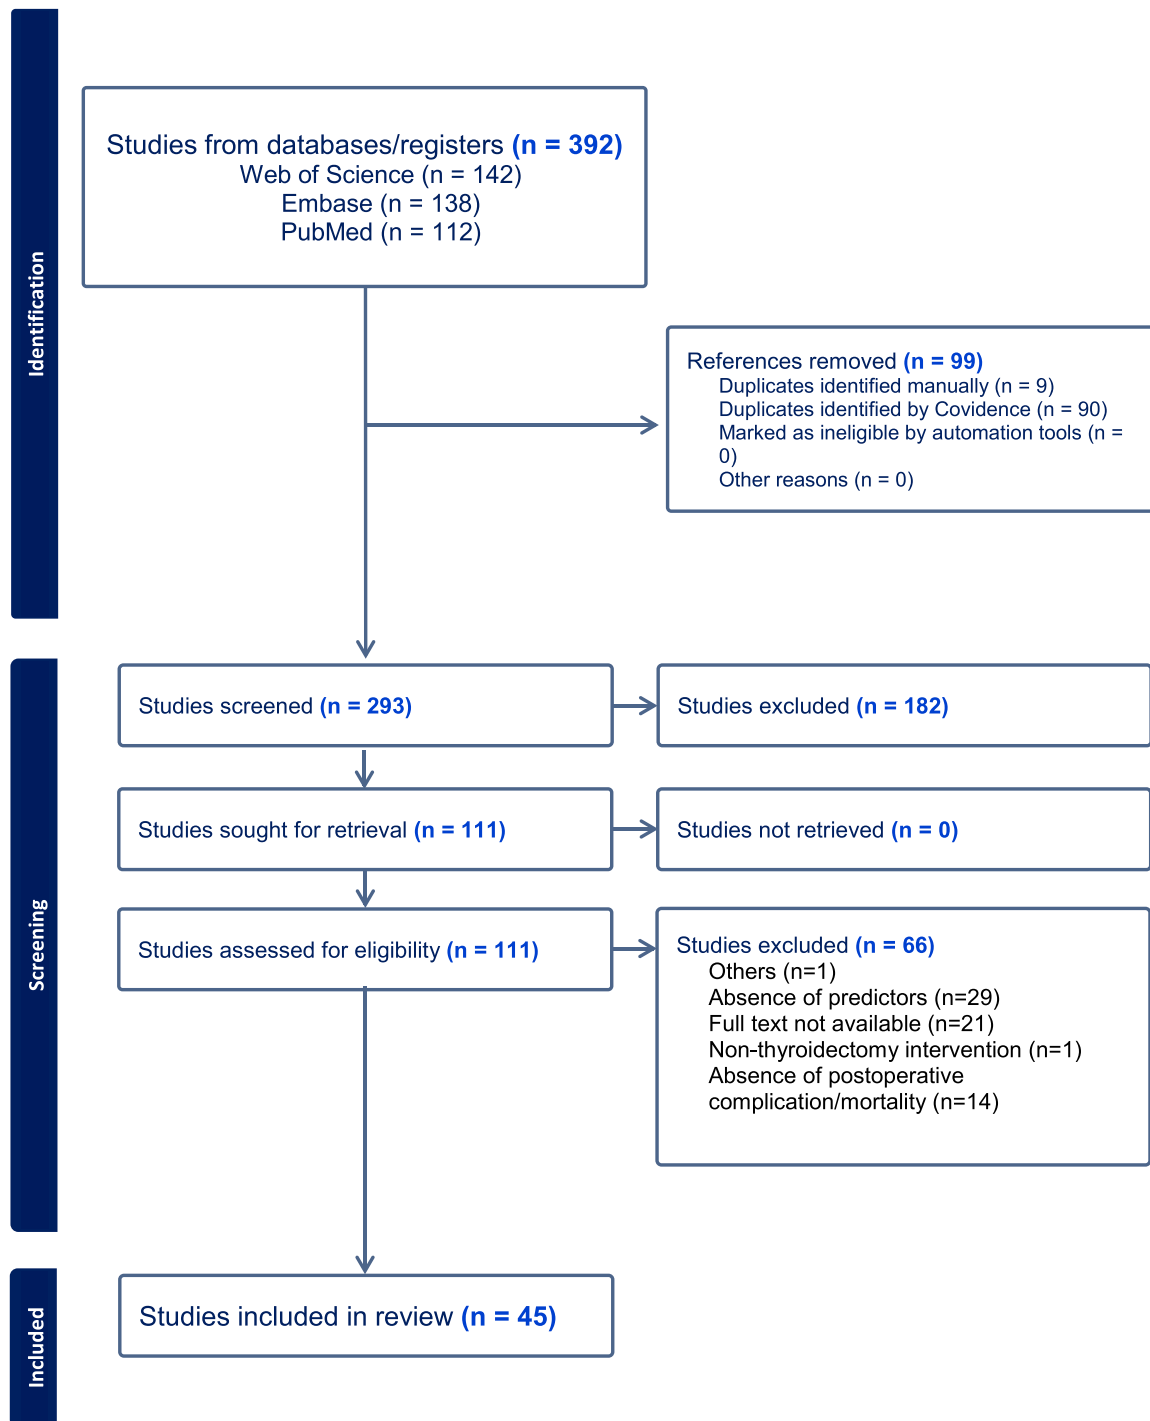 Identification
Studies from databases/registers (n = 392)
Web of Science (n = 142)
Embase (n = 138)
PubMed (n = 112)
References removed (n = 99)
Duplicates identified manually (n = 9)
Duplicates identified by Covidence (n = 90)
Marked as ineligible by automation tools (n =
0)
Other reasons (n = 0)
Screening
Studies screened (n = 293)
Studies excluded (n = 182)
Studies sought for retrieval (n = 111)
Studies not retrieved (n = 0)
Studies assessed for eligibility (n = 111)
Studies excluded (n = 66)
Others (n=1)
Absence of predictors (n=29)
Full text not available (n=21)
Non-thyroidectomy intervention (n=1)
Absence of postoperative
complication/mortality (n=14)
Included
Studies included in review (n = 45)